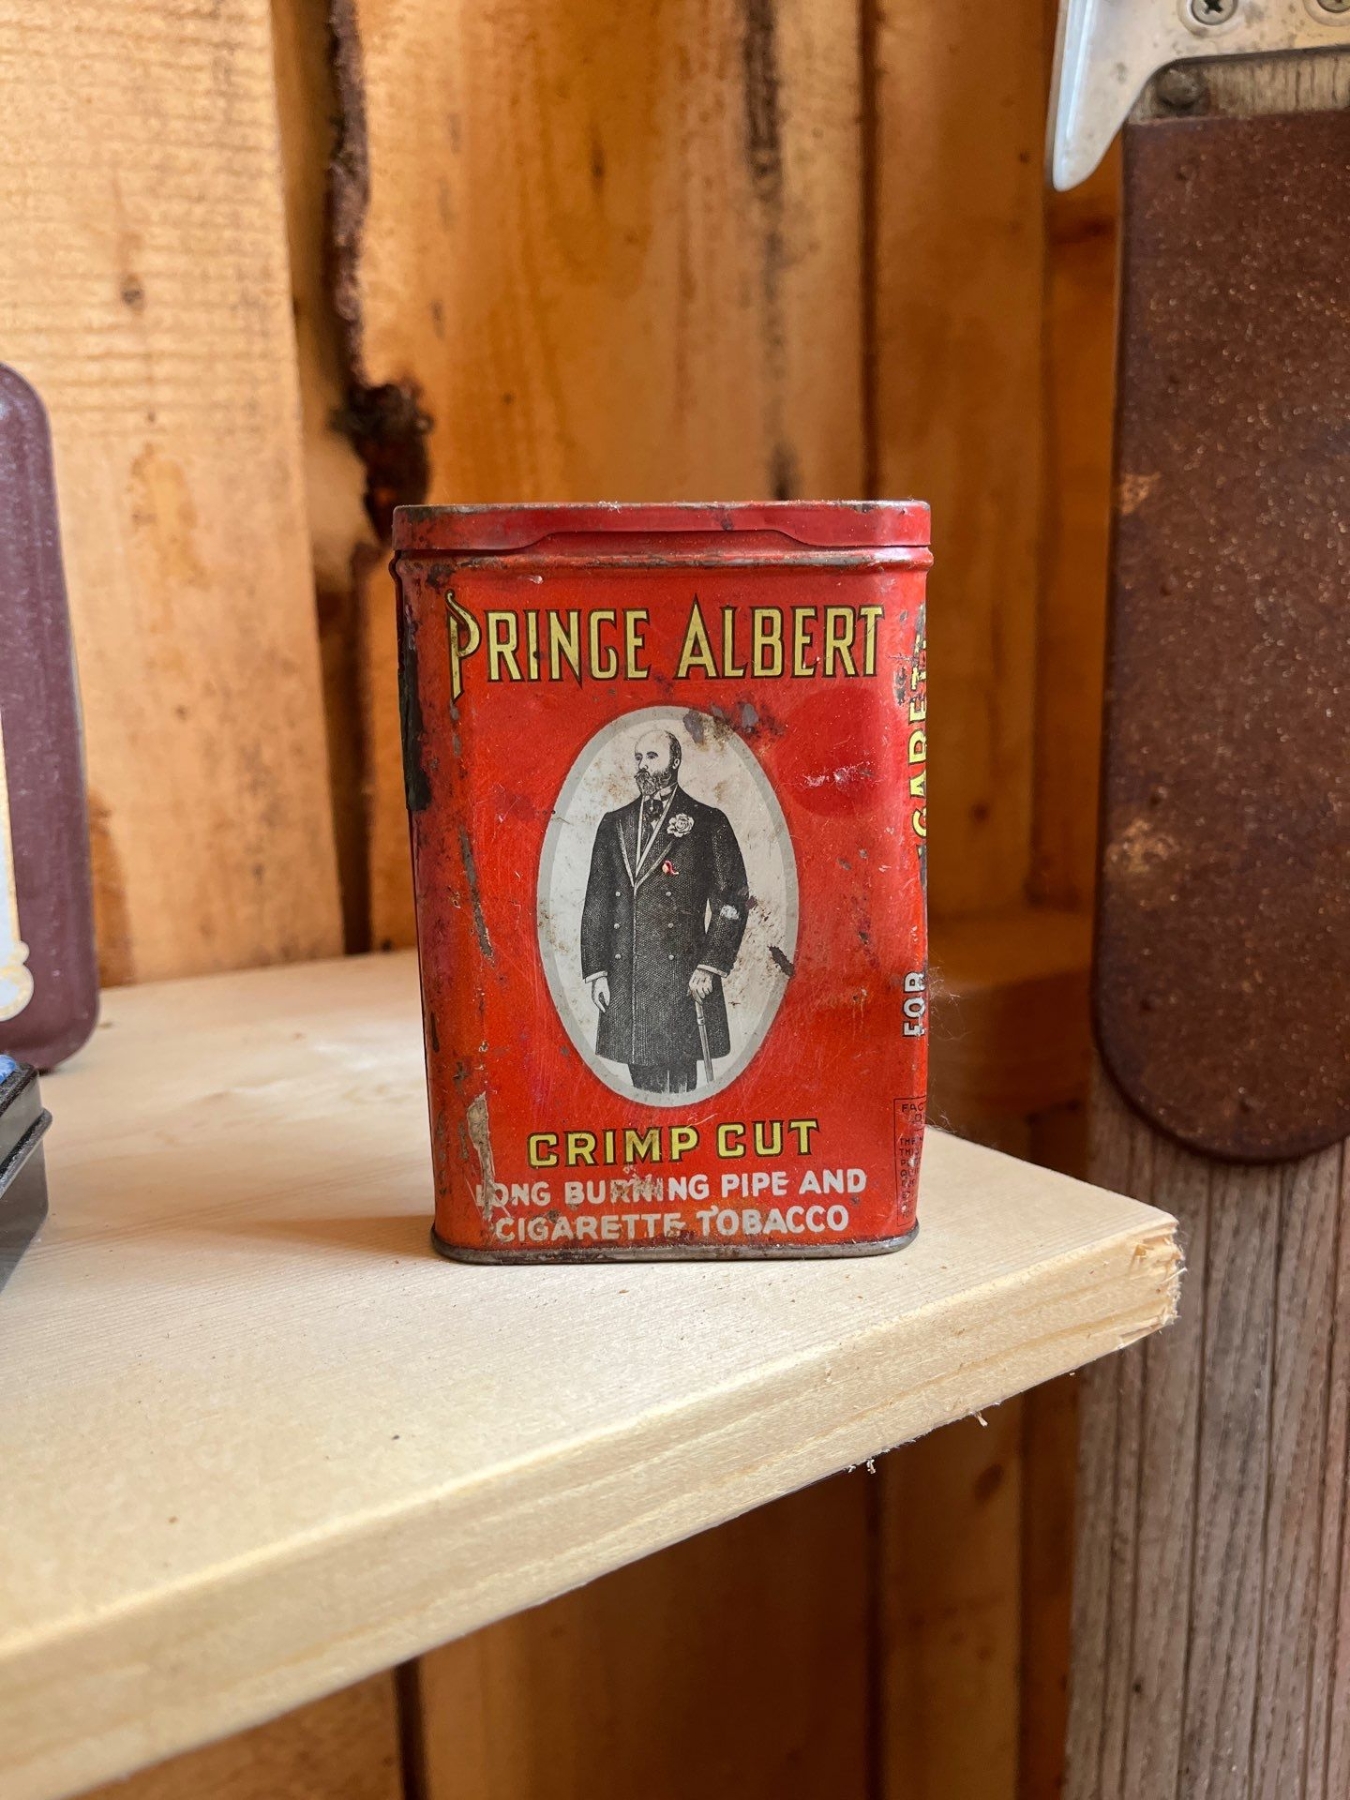 PRINCE ALBERT
CRIMP CUT
LONG BURNING PIPE AND
CIGARETTE TOBACCO
FOR